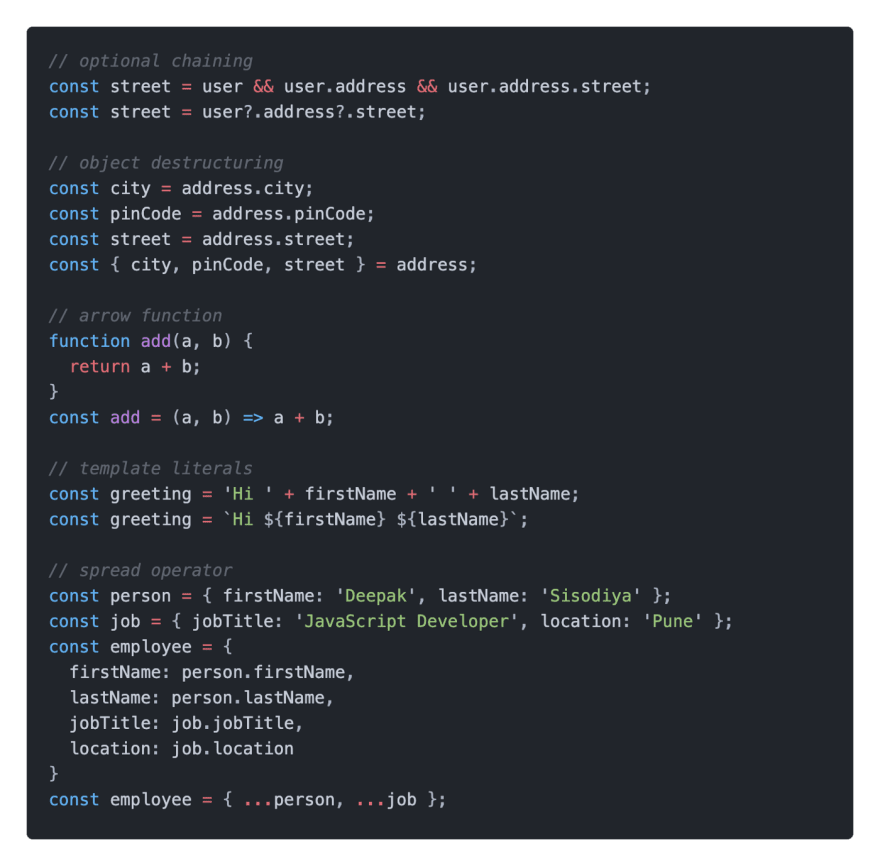 // optional chaining
const street = user && user.address && user.address.street;
const street = user?.address?.street;

// object destructuring
const city = address.city;
const pinCode = address.pinCode;
const street = address.street;
const { city, pinCode, street } = address;

// arrow function
function add(a, b) {
  return a + b;
}
const add = (a, b) => a + b;

// template literals
const greeting = 'Hi ' + firstName + ' ' + lastName;
const greeting = `Hi ${firstName} ${lastName}`;

// spread operator
const person = { firstName: 'Deepak', lastName: 'Sisodiya' };
const job = { jobTitle: 'JavaScript Developer', location: 'Pune' };
const employee = {
  firstName: person.firstName,
  lastName: person.lastName,
  jobTitle: job.jobTitle,
  location: job.location
}
const employee = { ...person, ...job };